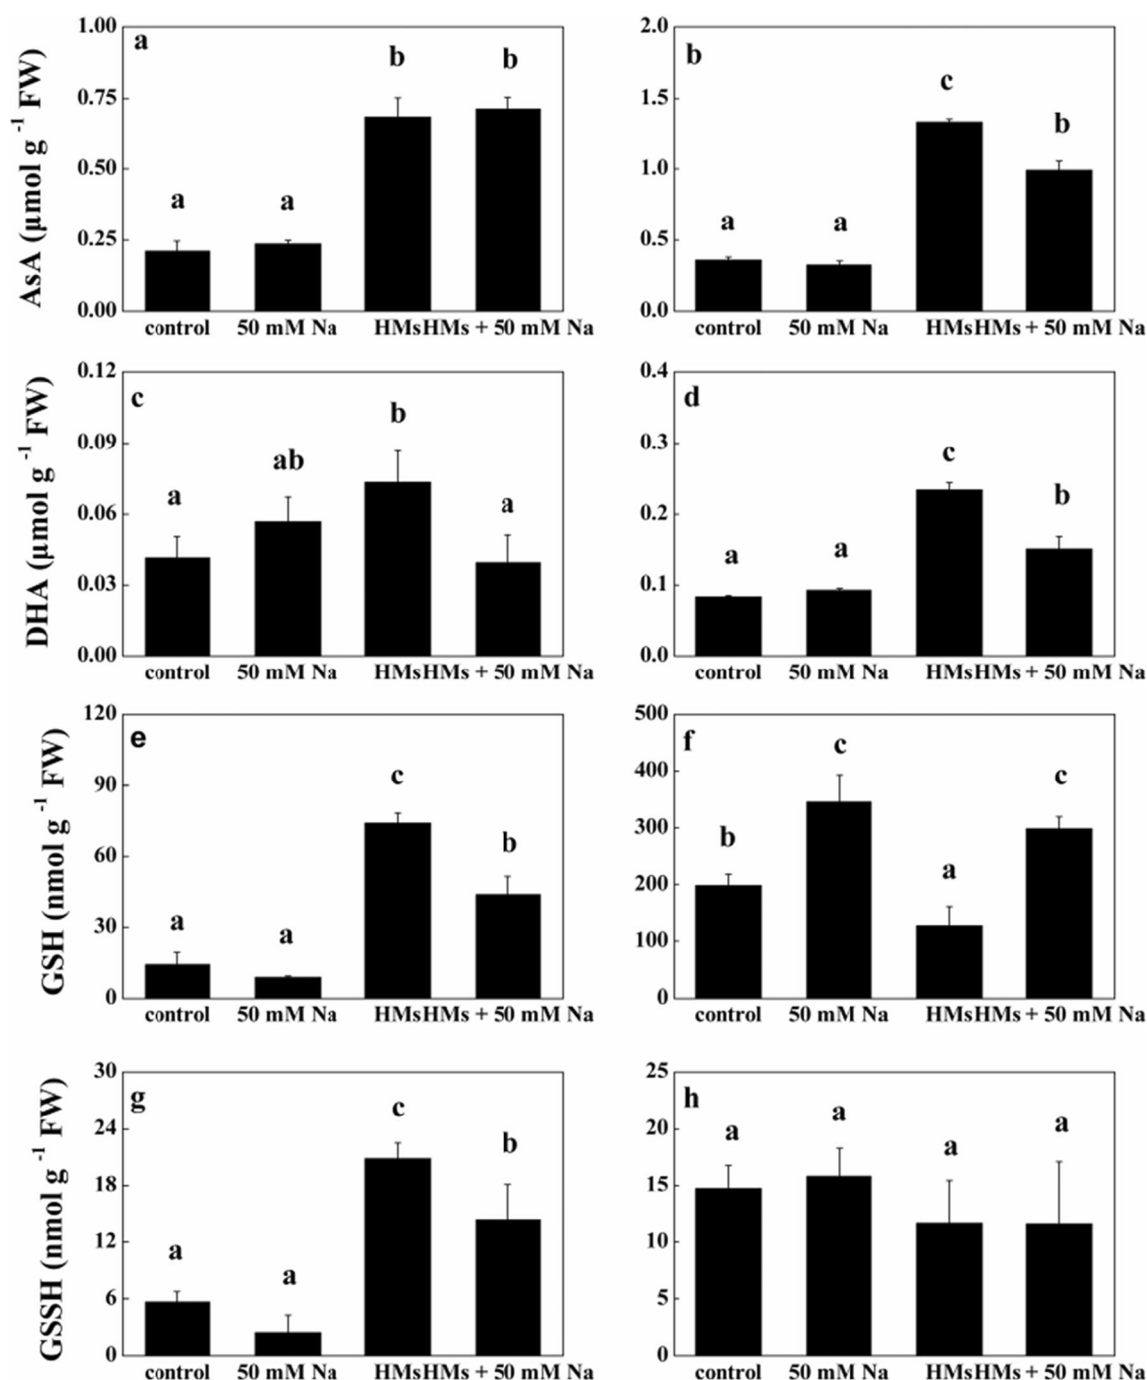 1.00
a
b
b
0.75
0.50
a
a
0.25
0.00
control 50 mM Na HMs HMs + 50 mM Na
AsA (μmol g -1 FW)
2.0
b
c
1.5
b
1.0
a
a
0.5
0.0
control 50 mM Na HMs HMs + 50 mM Na
0.12
c
b
0.09
ab
a
a
0.06
0.03
0.00
control 50 mM Na HMs HMs + 50 mM Na
DHA (μmol g -1 FW)
0.4
d
0.3
c
b
0.2
a
a
0.1
0.0
control 50 mM Na HMs HMs + 50 mM Na
120
e
c
90
b
60
a
a
30
0
control 50 mM Na HMs HMs + 50 mM Na
GSH (nmol g -1 FW)
500
f
c
c
400
300
b
a
200
100
0
control 50 mM Na HMs HMs + 50 mM Na
30
g
c
24
b
18
12
a
a
6
0
control 50 mM Na HMs HMs + 50 mM Na
GSSH (nmol g -1 FW)
25
h
a
a
a
a
20
15
10
5
0
control 50 mM Na HMs HMs + 50 mM Na